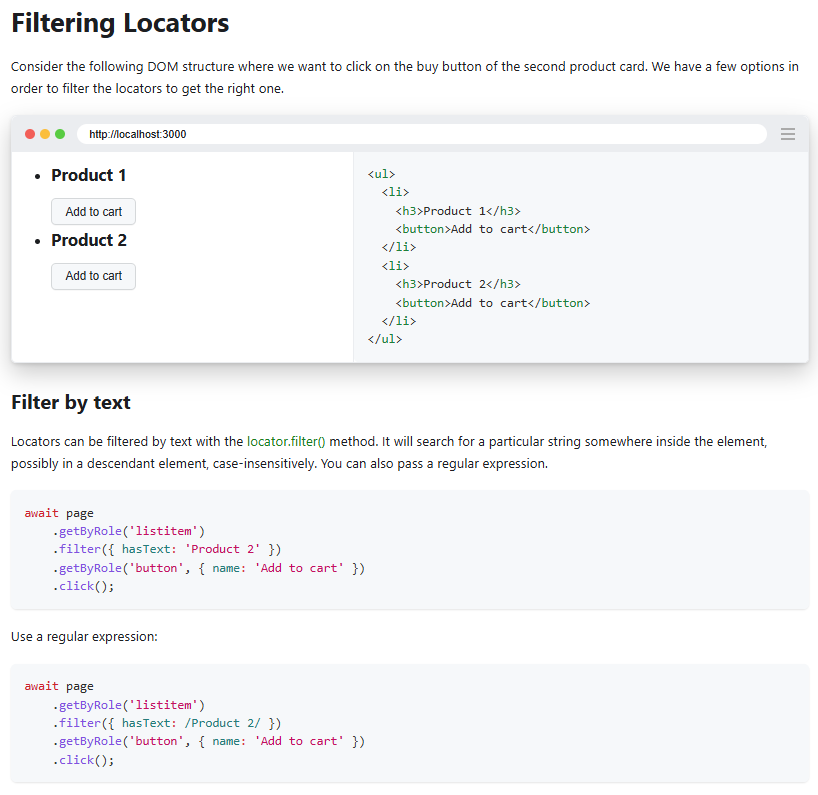 Filtering Locators
Consider the following DOM structure where we want to click on the buy button of the second product card. We have a few options in
order to filter the locators to get the right one.
http://localhost:3000
• Product 1
Add to cart
• Product 2
Add to cart
<ul>
  <li>
    <h3>Product 1</h3>
    <button>Add to cart</button>
  </li>
  <li>
    <h3>Product 2</h3>
    <button>Add to cart</button>
  </li>
</ul>
Filter by text
Locators can be filtered by text with the locator.filter() method. It will search for a particular string somewhere inside the element,
possibly in a descendant element, case-insensitively. You can also pass a regular expression.
await page
    .getByRole('listitem')
    .filter({ hasText: 'Product 2' })
    .getByRole('button', { name: 'Add to cart' })
    .click();
Use a regular expression:
await page
    .getByRole('listitem')
    .filter({ hasText: /Product 2/ })
    .getByRole('button', { name: 'Add to cart' })
    .click();